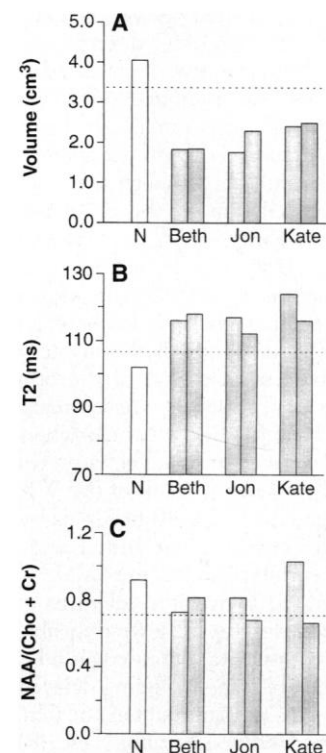 A
Volume (cm³)
5.0
4.0
3.0
2.0
1.0
0.0
N Beth Jon Kate
B
T2 (ms)
130
110
90
70
N Beth Jon Kate
C
NAA/(Cho + Cr)
1.2
0.8
0.4
0.0
N Beth Jon Kate